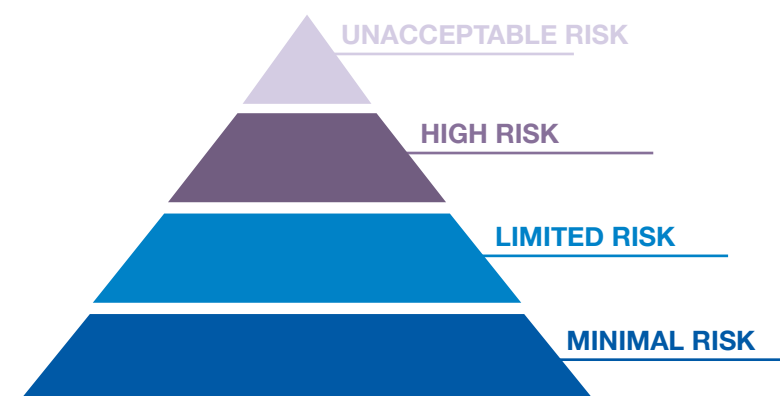 UNACCEPTABLE RISK
HIGH RISK
LIMITED RISK
MINIMAL RISK